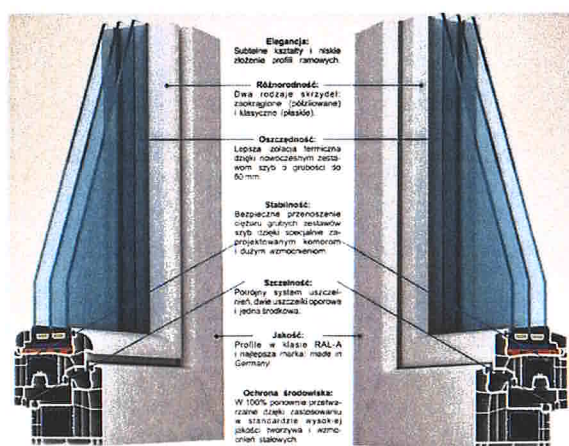 Elegancja:
Subtelne kształty i niskie
złożenie profili ramowych.
Różnorodność:
Dwa rodzaje skrzydeł:
zaokrąglone (półzlicowane)
i klasyczne (płaskie).
Oszczędność:
Lepsza izolacja termiczna
dzięki nowoczesnym zesta-
wom szyb o grubości do
50 mm.
Stabilność:
Bezpieczne przenoszenie
ciężaru grubych zestawów
szyb dzięki specjalnie za-
projektowanym komorom
i dużym wzmocnieniom.
Szczelność:
Potrójny system uszczel-
nień, dwie uszczelki oporowe
i jedna środkowa.
Jakość:
Profile w klasie RAL-A
i najlepsza marka: made in
Germany
Ochrona środowiska:
W 100% ponownie przetwa-
rzalne dzięki zastosowaniu
w standardzie wysokiej
jakości tworzywa i wzmoc-
nień stalowych.